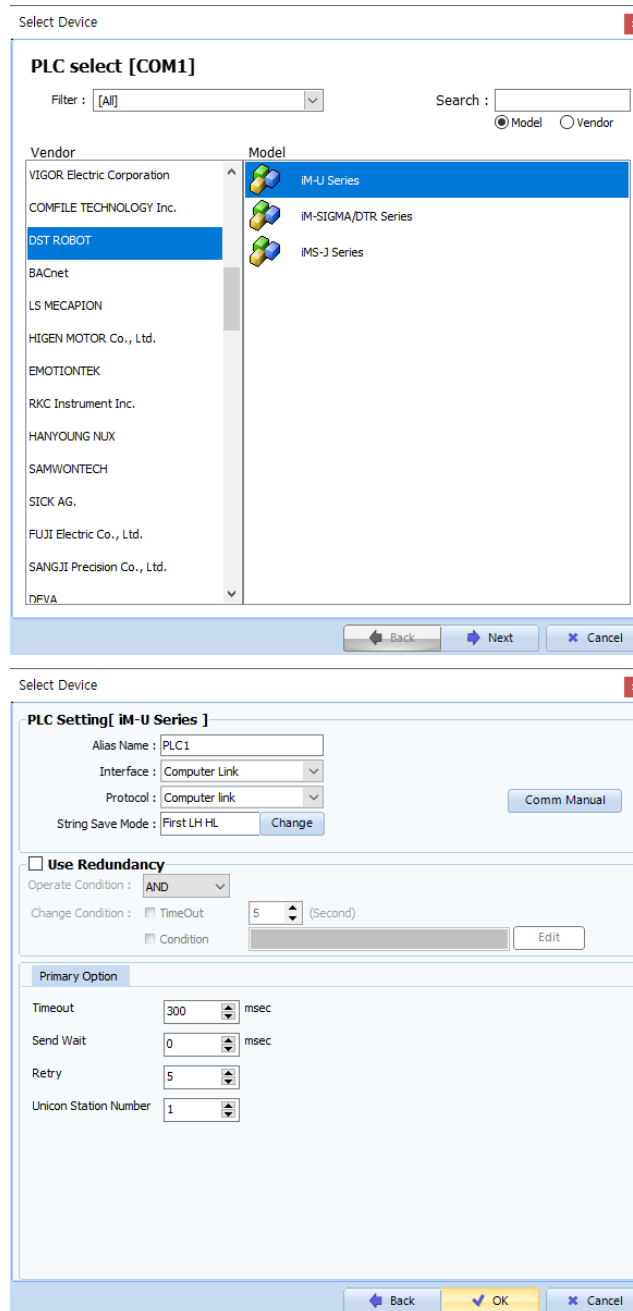 Select Device
PLC select [COM1]
Filter : [All] Search :
Model Vendor
Vendor Model
VIGOR Electric Corporation
COMFILE TECHNOLOGY Inc.
DST ROBOT
BACnet
LS MECAPION
HIGEN MOTOR Co., Ltd.
EMOTIONTEK
RKC Instrument Inc.
HANYOUNG NUX
SAMWONTECH
SICK AG.
FUJI Electric Co., Ltd.
SANGJI Precision Co., Ltd.
DEVA
iM-U Series
iM-SIGMA/DTR Series
iMS-J Series
Back Next Cancel
Select Device
PLC Setting[ iM-U Series ]
Alias Name : PLC1
Interface : Computer Link
Protocol : Computer link Comm Manual
String Save Mode : First LH HL Change
Use Redundancy
Operate Condition : AND
Change Condition : TimeOut 5 (Second)
Condition Edit
Primary Option
Timeout 300 msec
Send Wait 0 msec
Retry 5
Unicon Station Number 1
Back OK Cancel